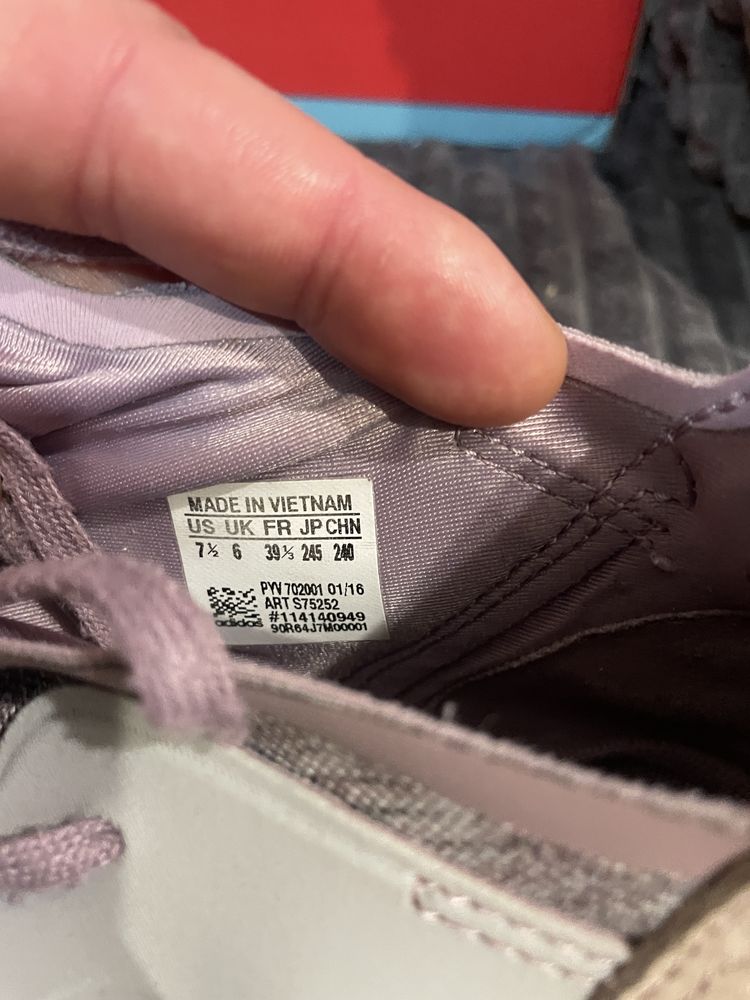 MADE IN VIETNAM
US UK FR JP CHN
7½ 6 39⅓ 245 240
PYV 702001 01/16
ART S75252
#114140949
adidas 90R64J7M00001